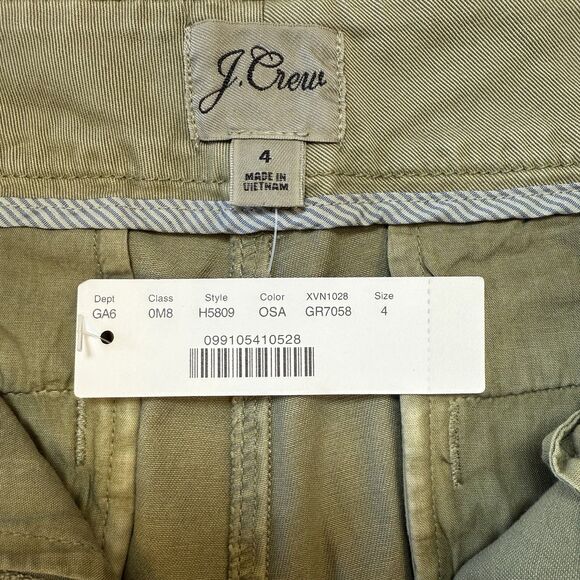 J.Crew
4
MADE IN
VIETNAM
Dept Class Style Color XVN1028 Size
GA6 0M8 H5809 OSA GR7058 4
099105410528